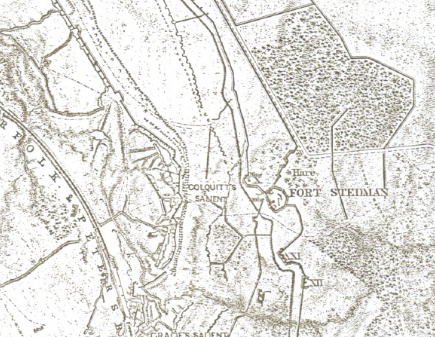 Hare
FORT STEDMAN
COLQUITT'S
SALIENT
XI
XII
GRACIE'S SALIENT